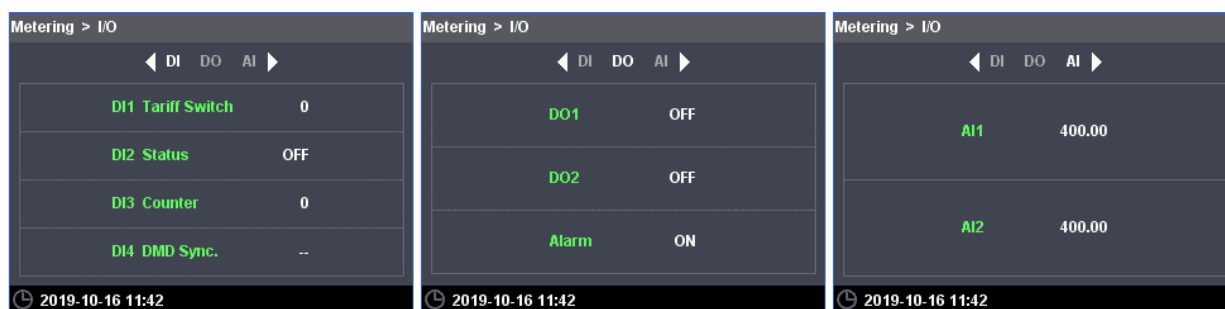 Metering > I/O
DI DO AI
DI1 Tariff Switch 0
DI2 Status OFF
DI3 Counter 0
DI4 DMD Sync. --
2019-10-16 11:42
Metering > I/O
DI DO AI
DO1 OFF
DO2 OFF
Alarm ON
2019-10-16 11:42
Metering > I/O
DI DO AI
AI1 400.00
AI2 400.00
2019-10-16 11:42